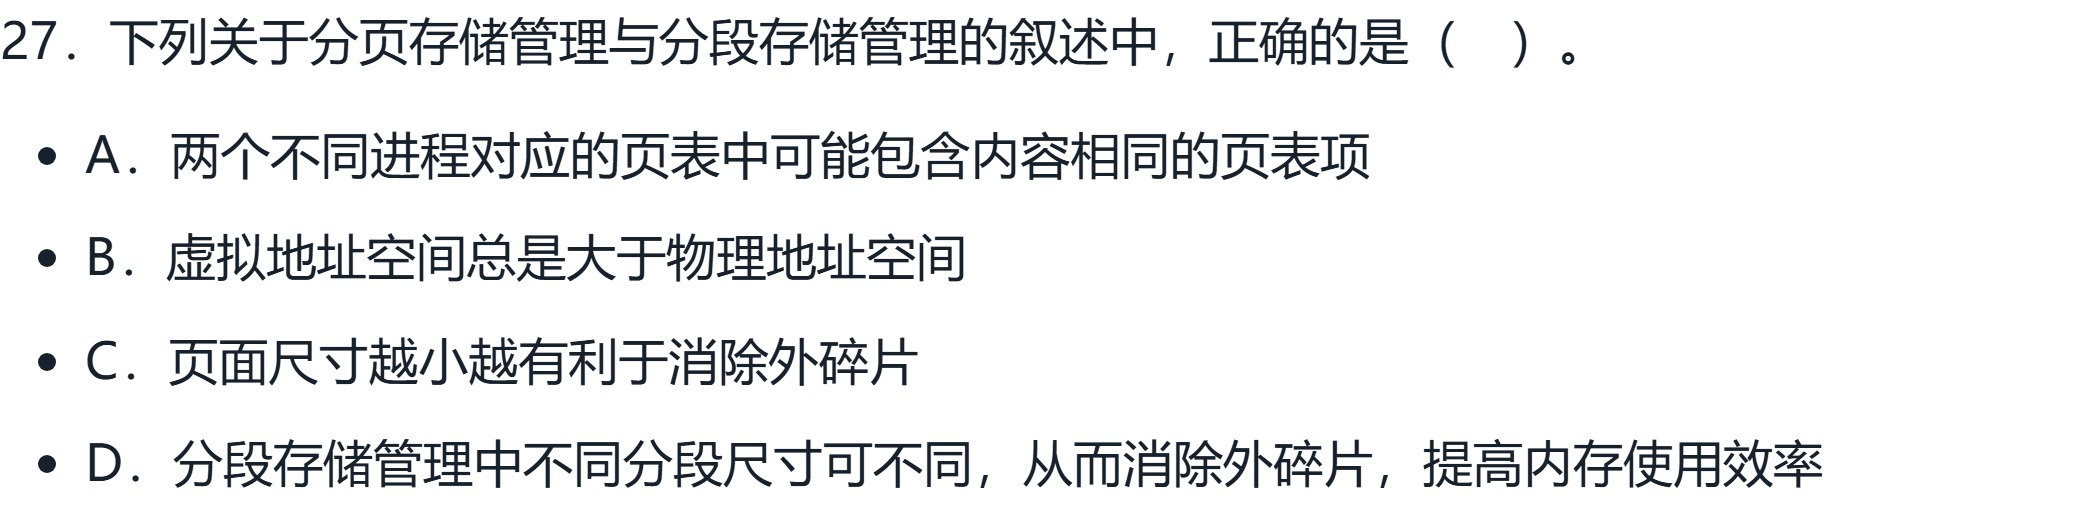 27．下列关于分页存储管理与分段存储管理的叙述中，正确的是（　）。
• A．两个不同进程对应的页表中可能包含内容相同的页表项
• B．虚拟地址空间总是大于物理地址空间
• C．页面尺寸越小越有利于消除外碎片
• D．分段存储管理中不同分段尺寸可不同，从而消除外碎片，提高内存使用效率